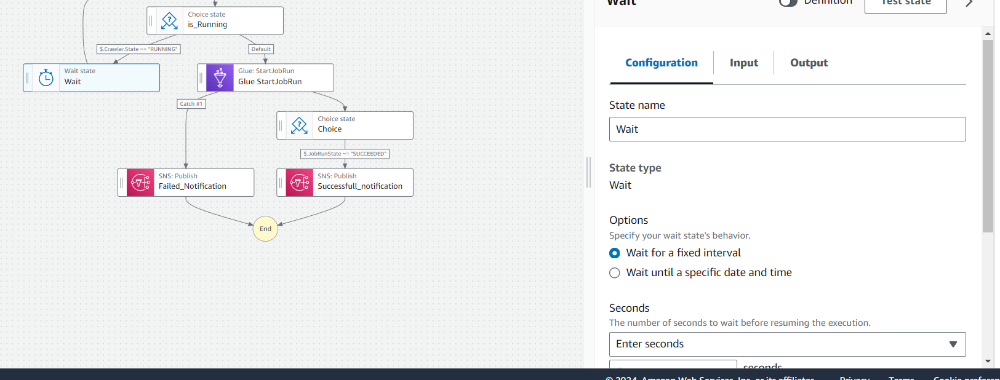 Choice state
is_Running
$.Crawler.State ~= "RUNNING"
Default
Wait state
Wait
Glue: StartJobRun
Glue StartJobRun
Catch #1
Choice state
Choice
$.JobRunState ~= "SUCCEEDED"
SNS: Publish
Failed_Notification
SNS: Publish
Successfull_notification
End
Wait
Definition
Test state
Configuration
Input
Output
State name
Wait
State type
Wait
Options
Specify your wait state's behavior.
Wait for a fixed interval
Wait until a specific date and time
Seconds
The number of seconds to wait before resuming the execution.
Enter seconds
seconds
© 2024, Amazon Web Services, Inc. or its affiliates.
Privacy
Terms
Cookie preferen